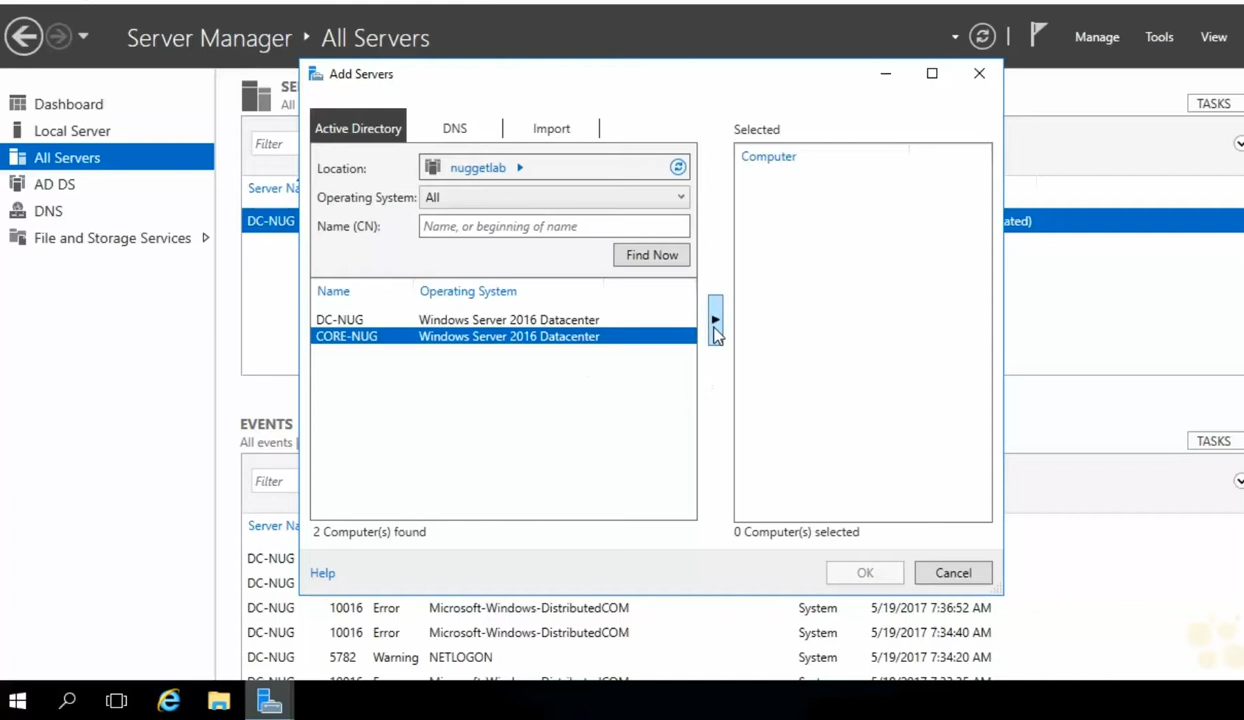 Server Manager ‣ All Servers
Manage Tools View
Dashboard
Local Server
All Servers
AD DS
DNS
File and Storage Services
SE
All
TASKS
Filter
Server Na
DC-NUG
ated)
Add Servers
Active Directory
DNS
Import
Location: nuggetlab
Operating System: All
Name (CN): Name, or beginning of name
Find Now
Name Operating System
DC-NUG Windows Server 2016 Datacenter
CORE-NUG Windows Server 2016 Datacenter
2 Computer(s) found
Selected
Computer
0 Computer(s) selected
Help
OK
Cancel
EVENTS
All events
TASKS
Filter
Server Na
DC-NUG
DC-NUG
DC-NUG 10016 Error Microsoft-Windows-DistributedCOM System 5/19/2017 7:36:52 AM
DC-NUG 10016 Error Microsoft-Windows-DistributedCOM System 5/19/2017 7:34:40 AM
DC-NUG 5782 Warning NETLOGON System 5/19/2017 7:34:20 AM